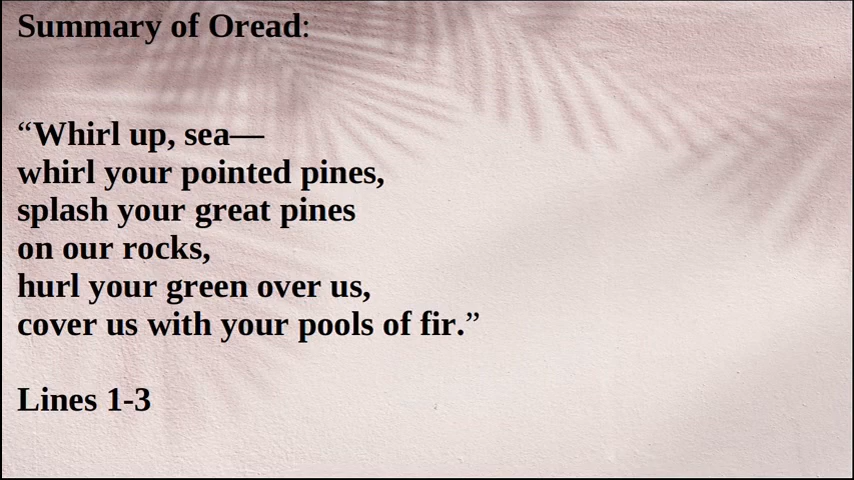 Summary of Oread:
“Whirl up, sea—
whirl your pointed pines,
splash your great pines
on our rocks,
hurl your green over us,
cover us with your pools of fir.”
Lines 1-3